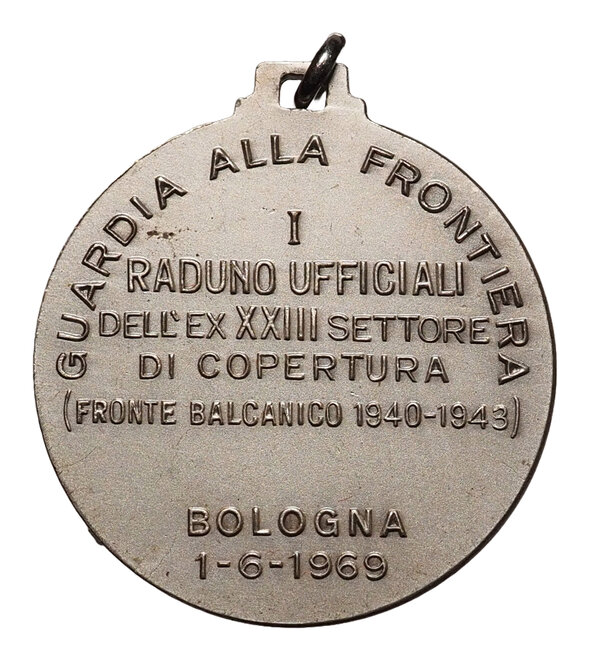 GUARDIA ALLA FRONTIERA
I
RADUNO UFFICIALI
DELL'EX XXIII SETTORE
DI COPERTURA
(FRONTE BALCANICO 1940-1943)
BOLOGNA
1-6-1969